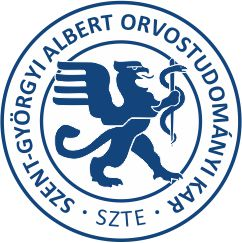 SZENT-GYÖRGYI ALBERT ORVOSTUDOMÁNYI KAR
· SZTE ·